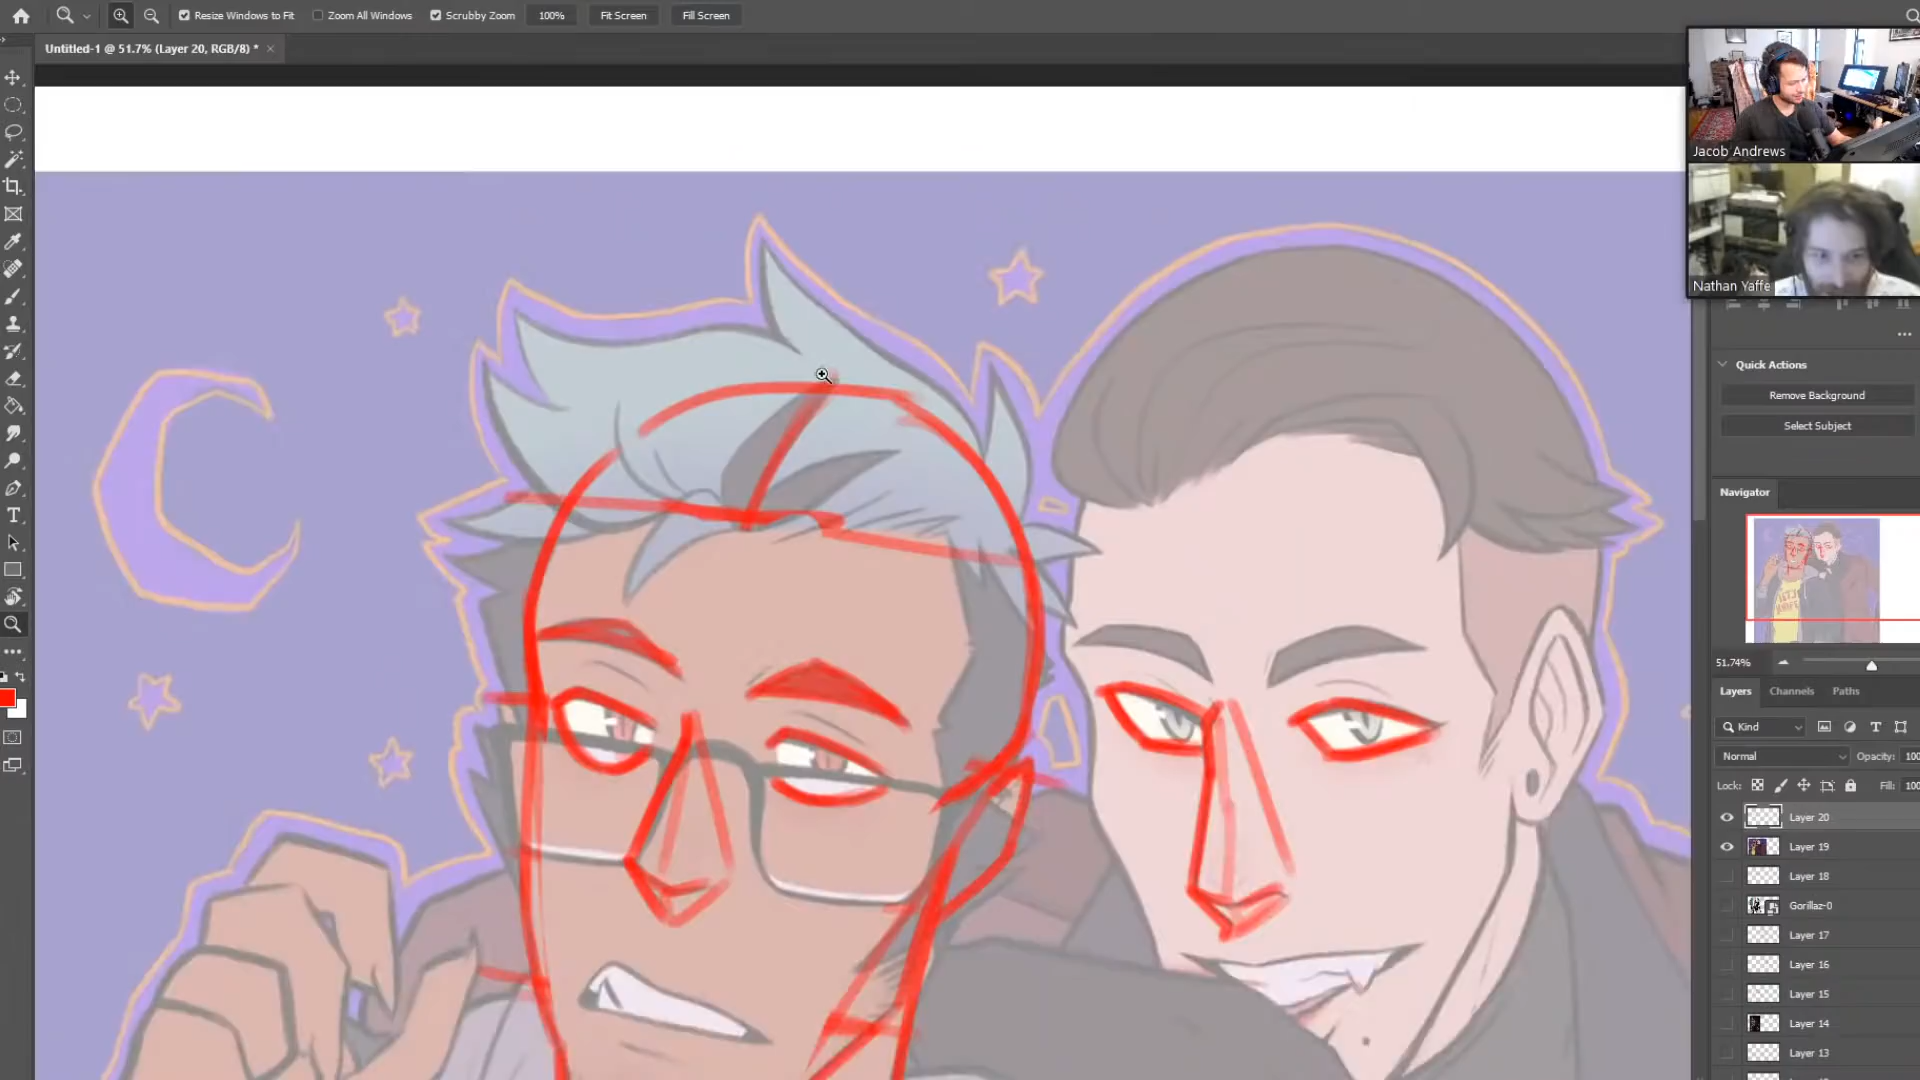 Resize Windows to Fit
Zoom All Windows
Scrubby Zoom
100%
Fit Screen
Fill Screen
Untitled-1 @ 51.7% (Layer 20, RGB/8) *
Jacob Andrews
Nathan Yaffe
Quick Actions
Remove Background
Select Subject
Navigator
51.74%
Layers
Channels
Paths
Kind
Normal
Opacity: 100
Lock:
Fill: 100
Layer 20
Layer 19
Layer 18
Gorillaz-0
Layer 17
Layer 16
Layer 15
Layer 14
Layer 13